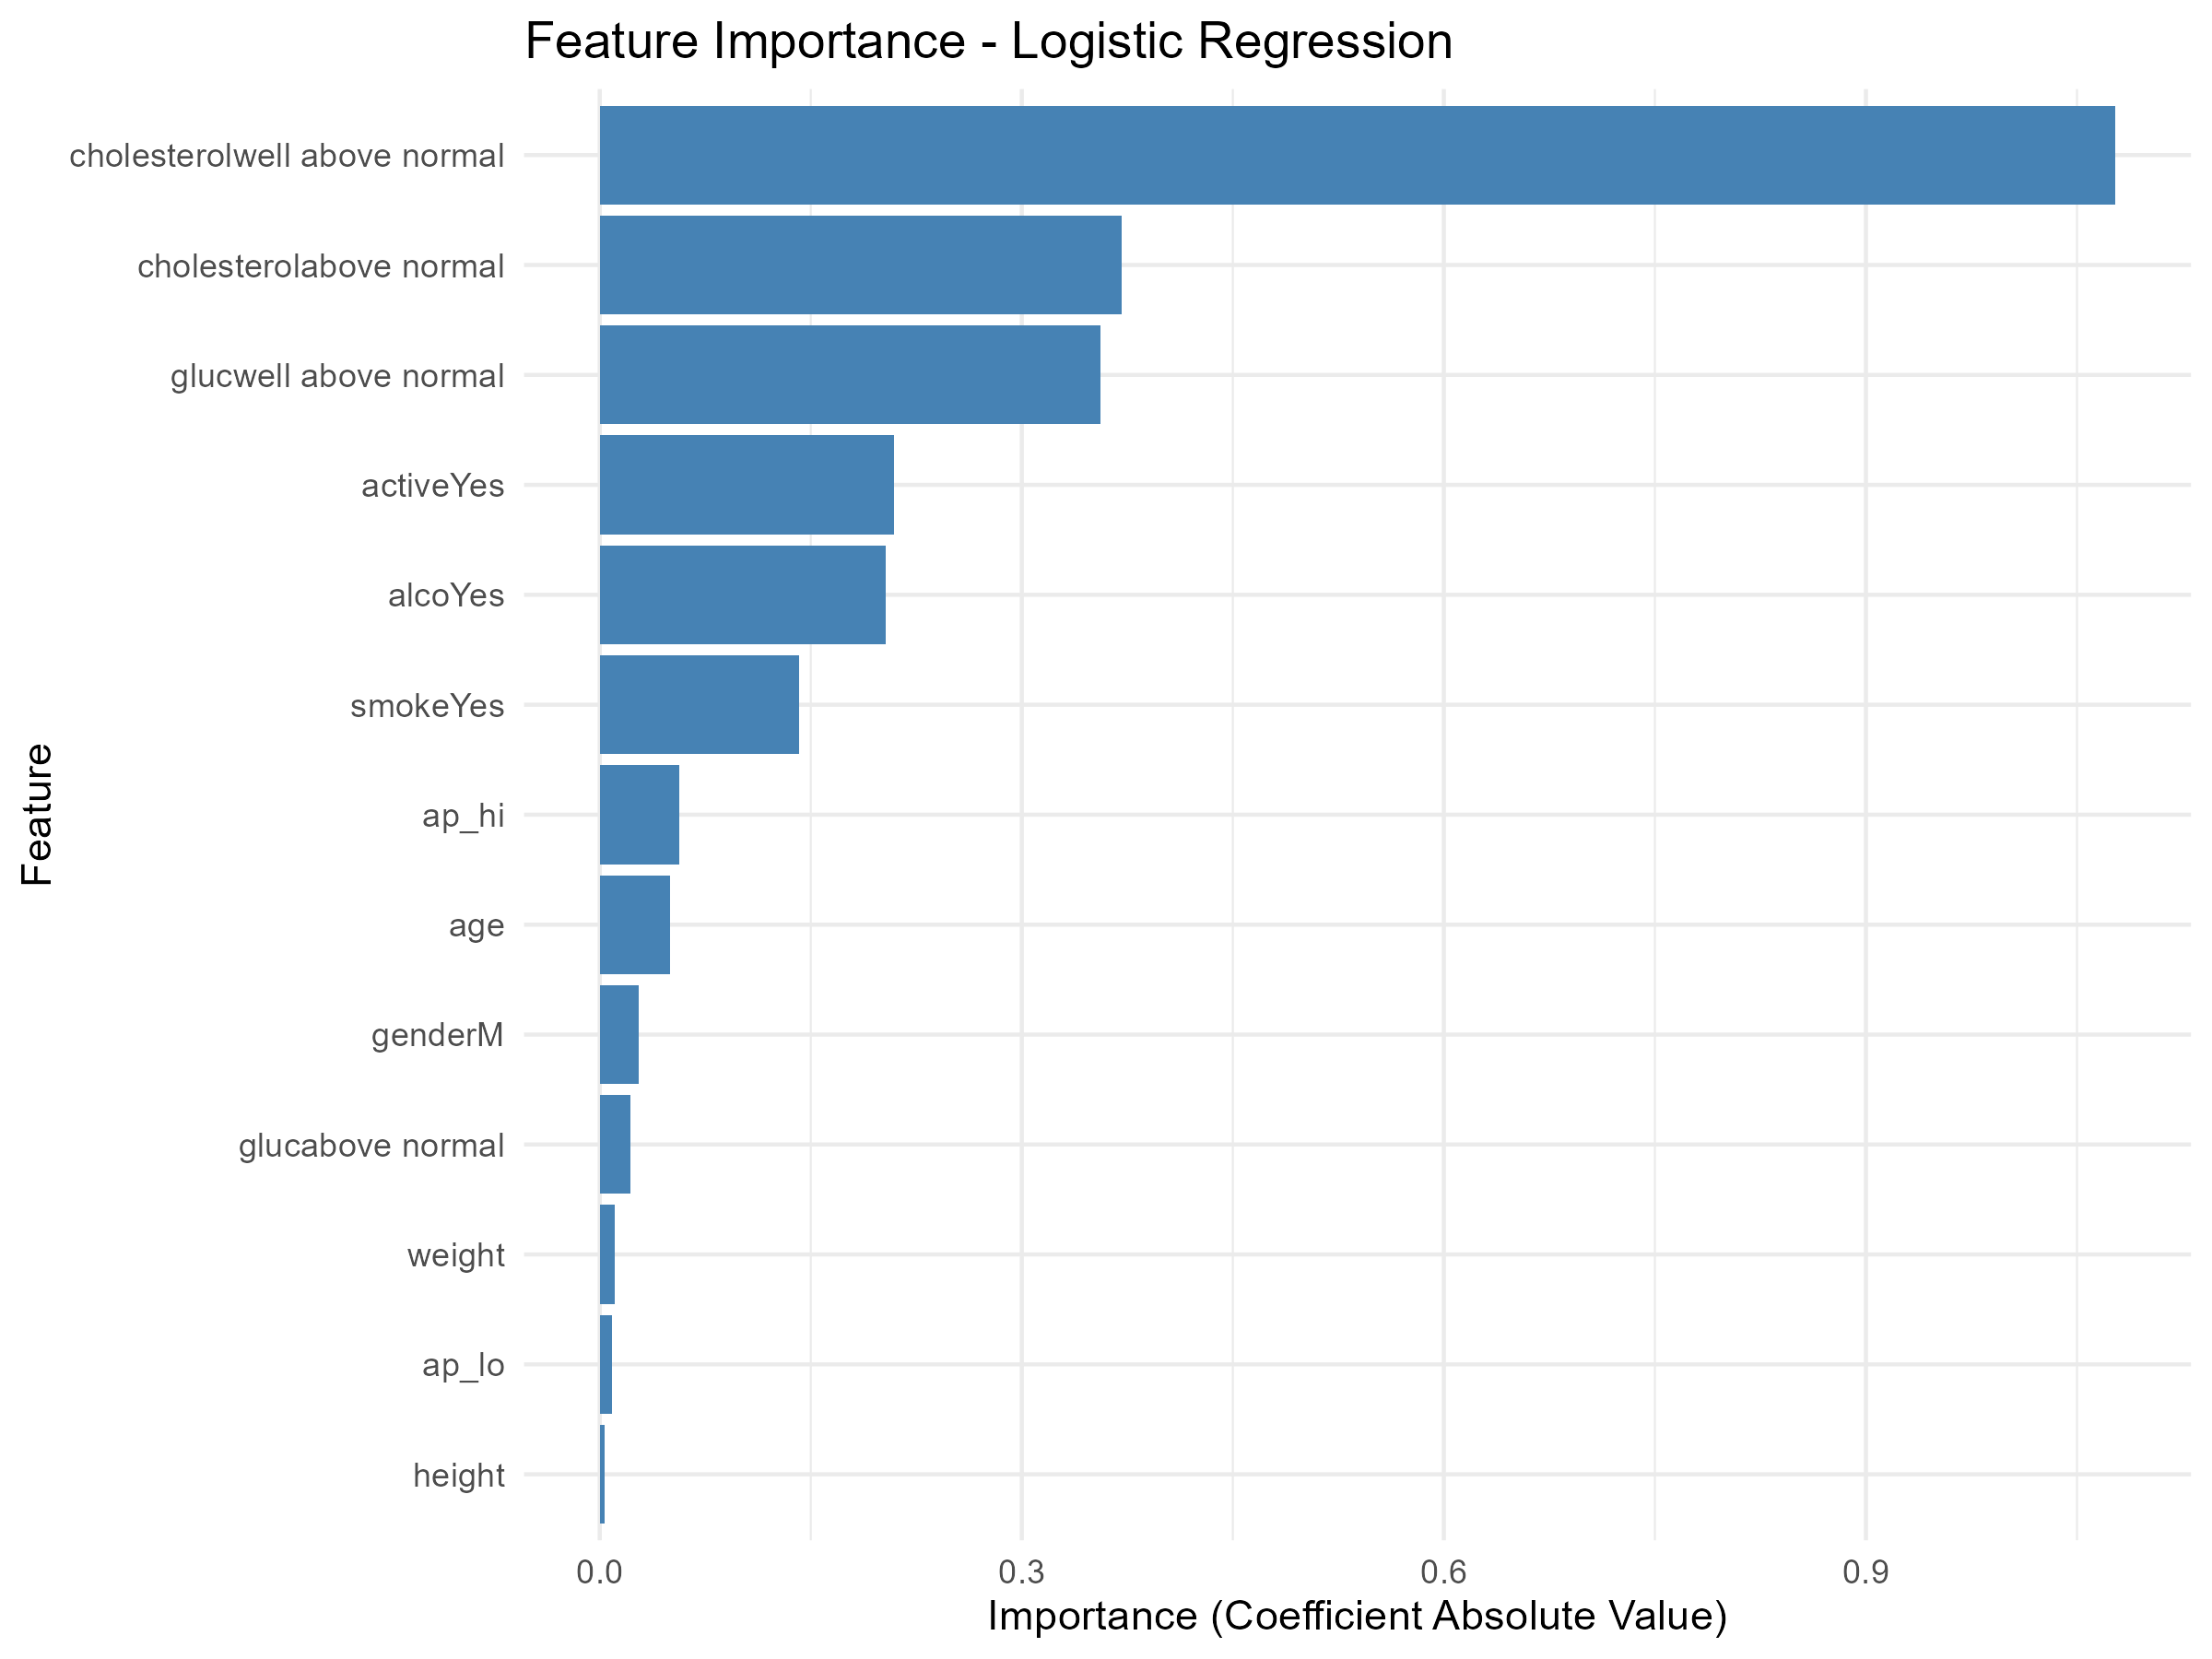 Feature Importance - Logistic Regression
cholesterolwell above normal
cholesterolabove normal
glucwell above normal
activeYes
alcoYes
smokeYes
ap_hi
age
genderM
glucabove normal
weight
ap_lo
height
Feature
0.0 0.3 0.6 0.9
Importance (Coefficient Absolute Value)